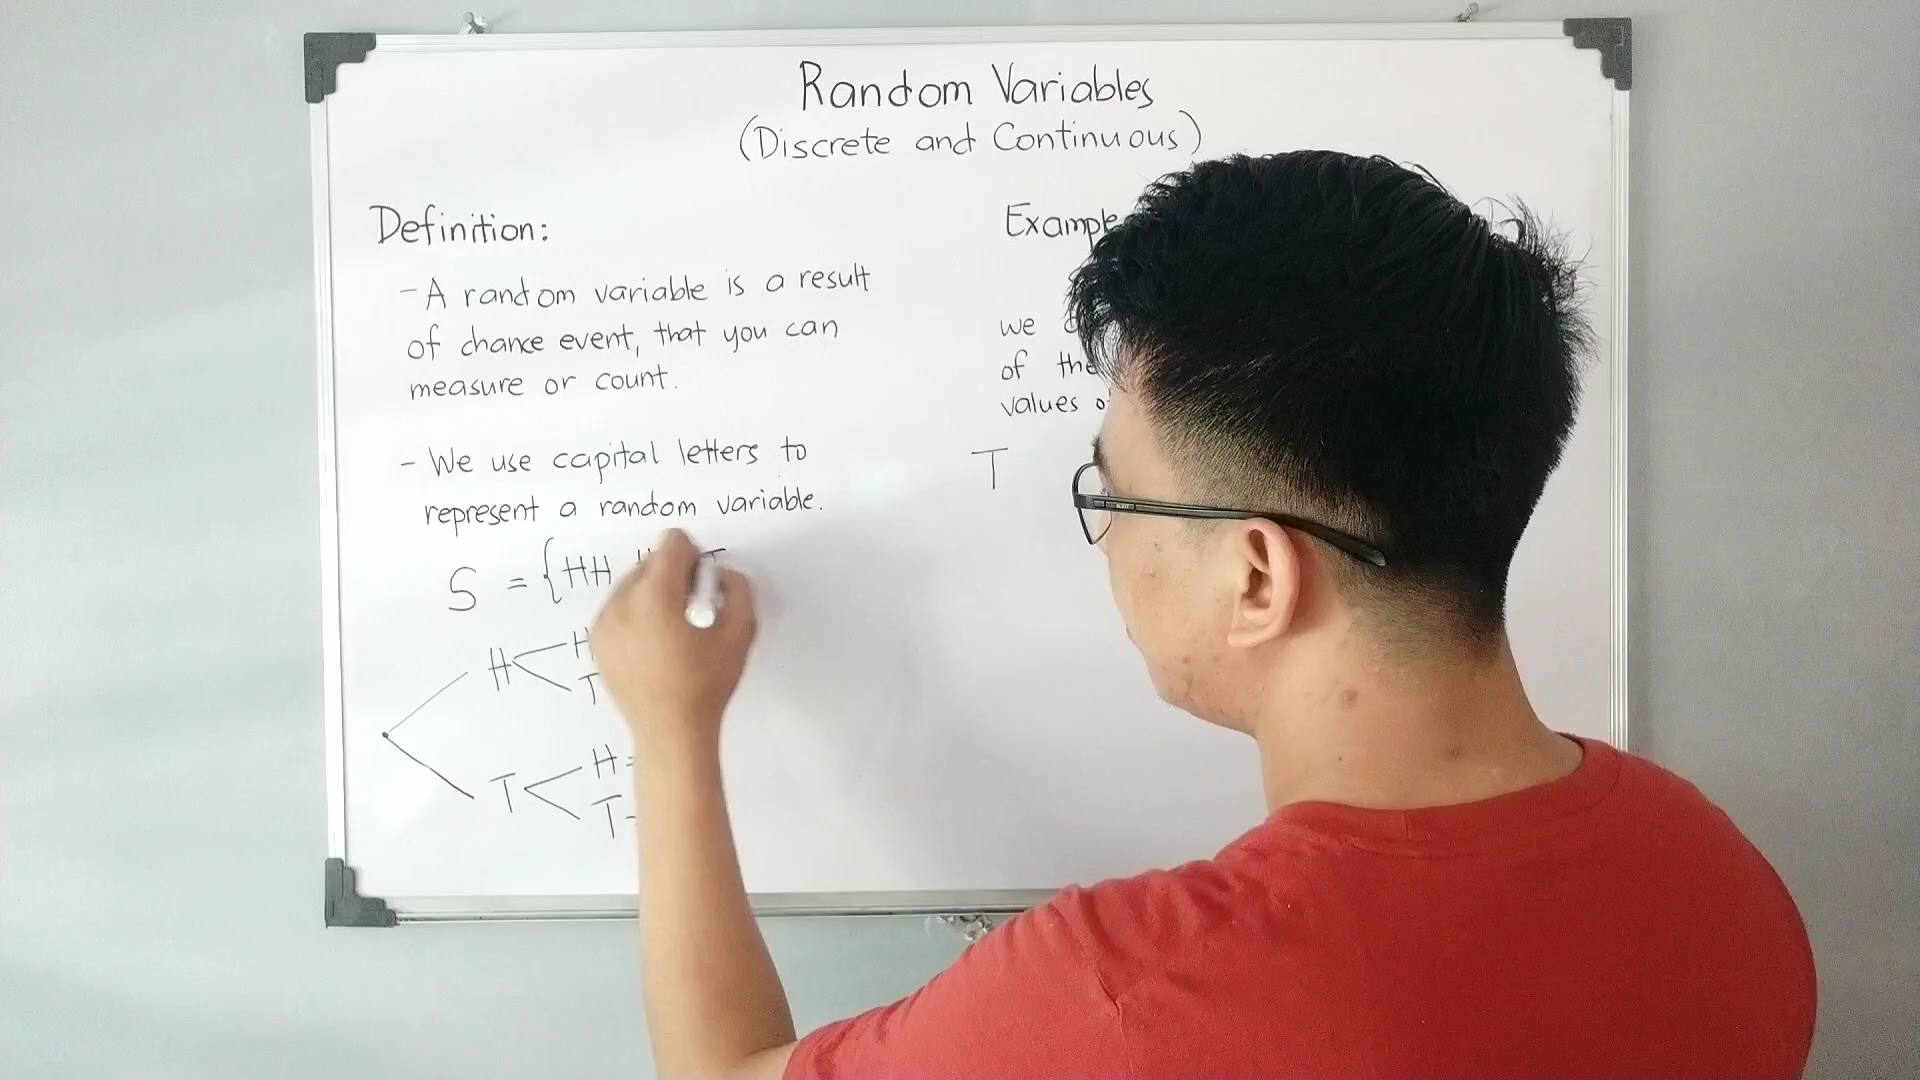 Random Variables
(Discrete and Continuous)
Definition:
- A random variable is a result
of chance event, that you can
measure or count.
- We use capital letters to
represent a random variable.
S = {HH
H
H
T
T
H =
T
Example
we
of the
values
T